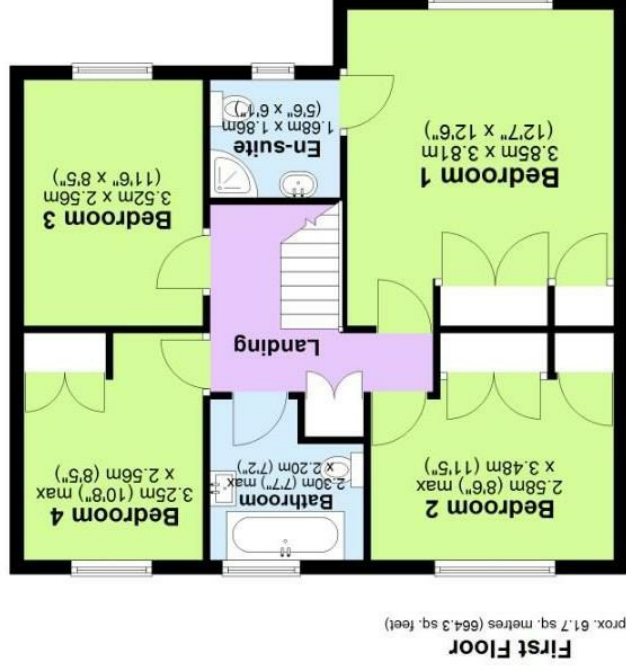 First Floor
prox. 61.7 sq. metres (664.3 sq. feet)
Bedroom 2
2.58m (8'6") max
x 3.48m (11'5")
Bathroom
2.30m (7'7") max
x 2.20m (7'2")
Bedroom 4
3.25m (10'8") max
x 2.56m (8'5")
Landing
Bedroom 1
3.85m x 3.81m
(12'7" x 12'6")
En-suite
1.68m x 1.86m
(5'6" x 6'1")
Bedroom 3
3.52m x 2.56m
(11'6" x 8'5")